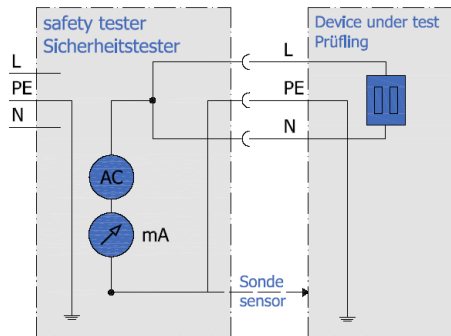 safety tester
Sicherheitstester
Device under test
Prüfling
L
PE
N
L
PE
N
AC
mA
Sonde
sensor